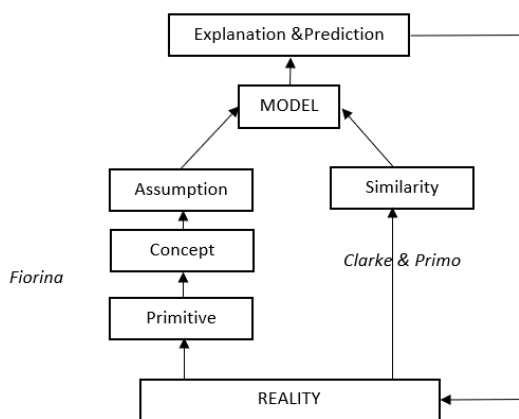 Explanation &Prediction
MODEL
Assumption
Similarity
Concept
Clarke & Primo
Fiorina
Primitive
REALITY